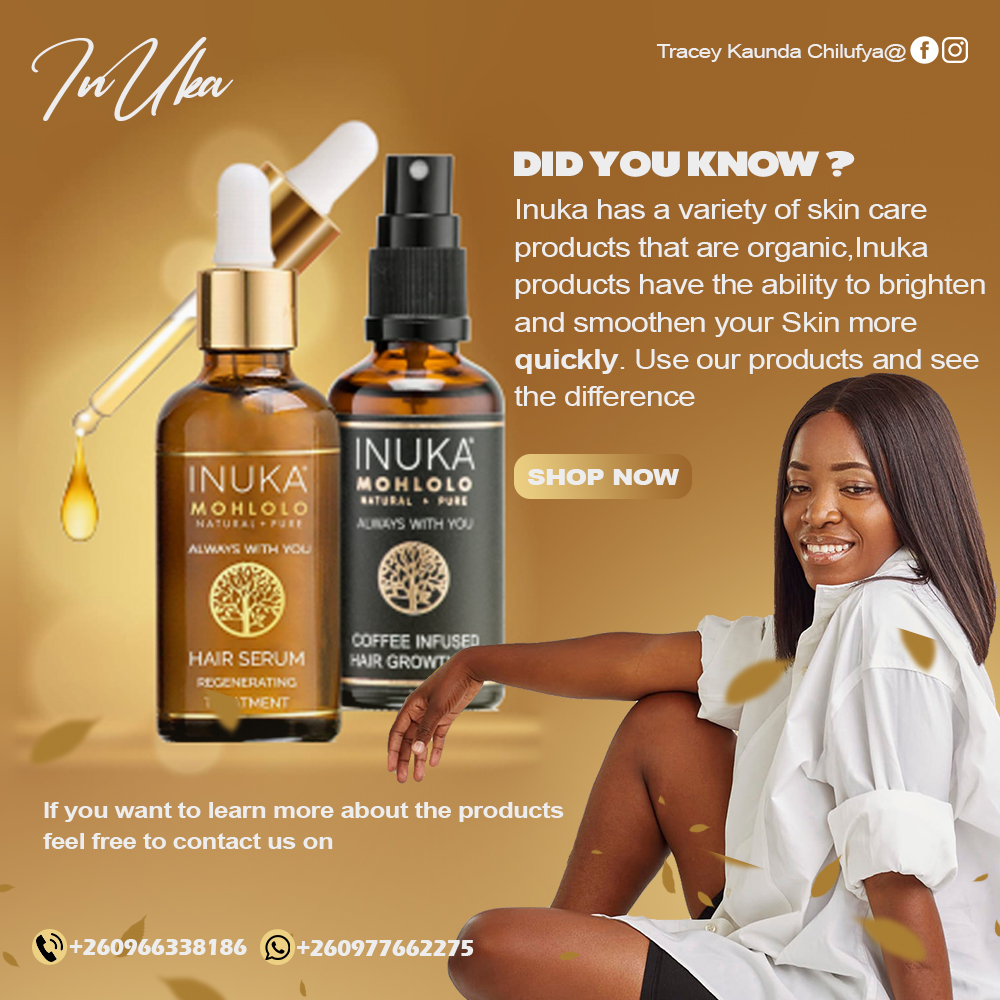 InUka
Tracey Kaunda Chilufya@
DID YOU KNOW ?
Inuka has a variety of skin care
products that are organic,Inuka
products have the ability to brighten
and smoothen your Skin more
quickly. Use our products and see
the difference
SHOP NOW
INUKA
MOHLOLO
NATURAL + PURE
ALWAYS WITH YOU
HAIR SERUM
REGENERATING
INUKA
MOHLOLO
NATURAL + PURE
ALWAYS WITH YOU
COFFEE INFUSED
HAIR
If you want to learn more about the products
feel free to contact us on
+260966338186
+260977662275